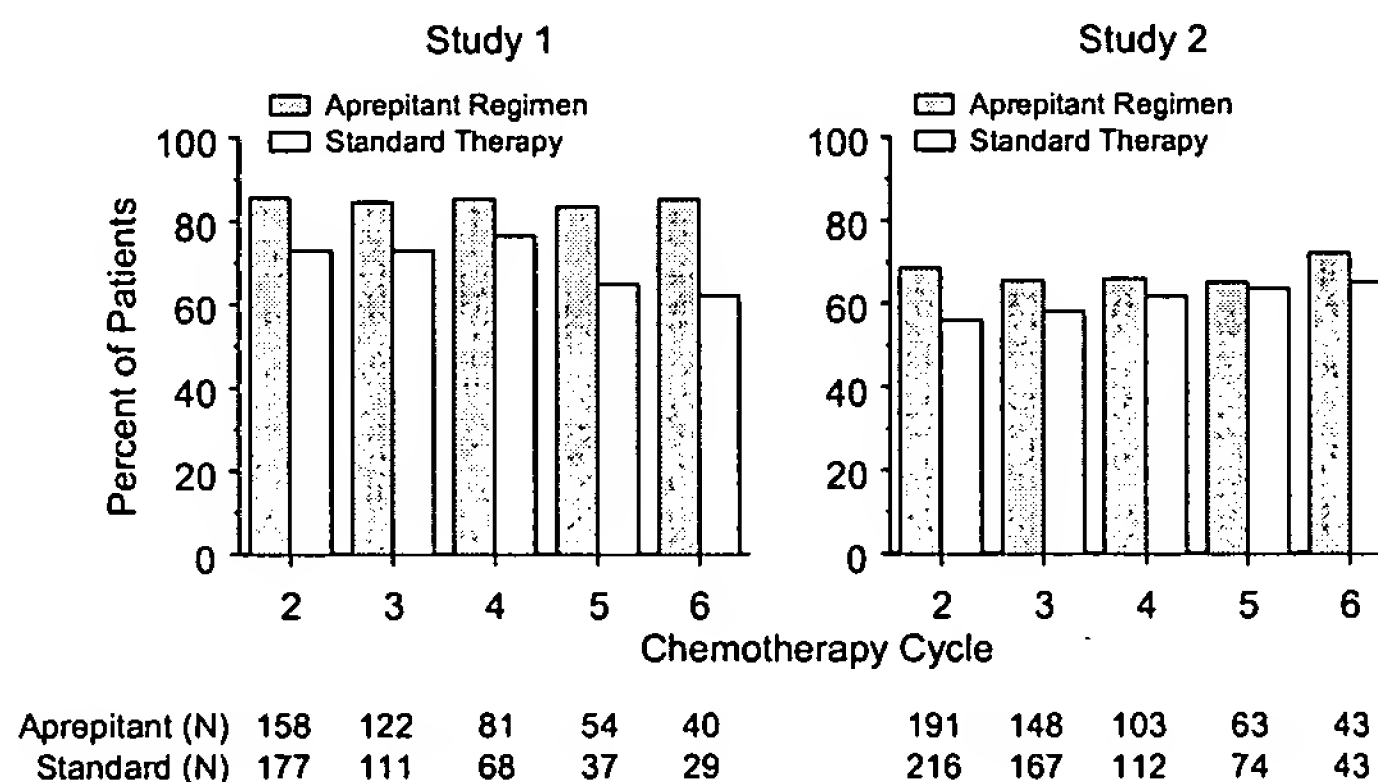 Study 1
Aprepitant Regimen
Standard Therapy
100
80
60
40
20
0
Percent of Patients
2 3 4 5 6
Study 2
Aprepitant Regimen
Standard Therapy
100
80
60
40
20
0
2 3 4 5 6
Chemotherapy Cycle
Aprepitant (N) 158 122 81 54 40 191 148 103 63 43
Standard (N) 177 111 68 37 29 216 167 112 74 43